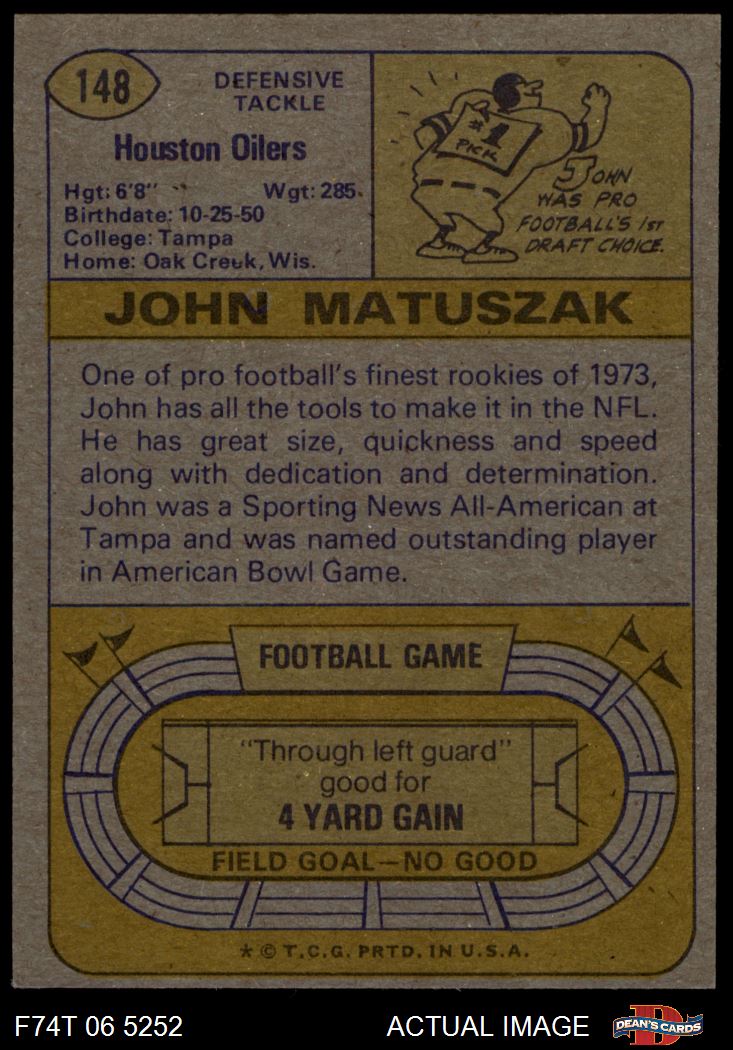 148
DEFENSIVE
TACKLE
Houston Oilers
Hgt: 6'8" Wgt: 285
Birthdate: 10-25-50
College: Tampa
Home: Oak Creek, Wis.
#1
PICK
JOHN
WAS PRO
FOOTBALL'S 1ST
DRAFT CHOICE.
JOHN MATUSZAK
One of pro football's finest rookies of 1973,
John has all the tools to make it in the NFL.
He has great size, quickness and speed
along with dedication and determination.
John was a Sporting News All-American at
Tampa and was named outstanding player
in American Bowl Game.
FOOTBALL GAME
"Through left guard"
good for
4 YARD GAIN
FIELD GOAL—NO GOOD
* © T.C.G. PRTD. IN U.S.A.
F74T 06 5252 ACTUAL IMAGE D DEAN'S CARDS